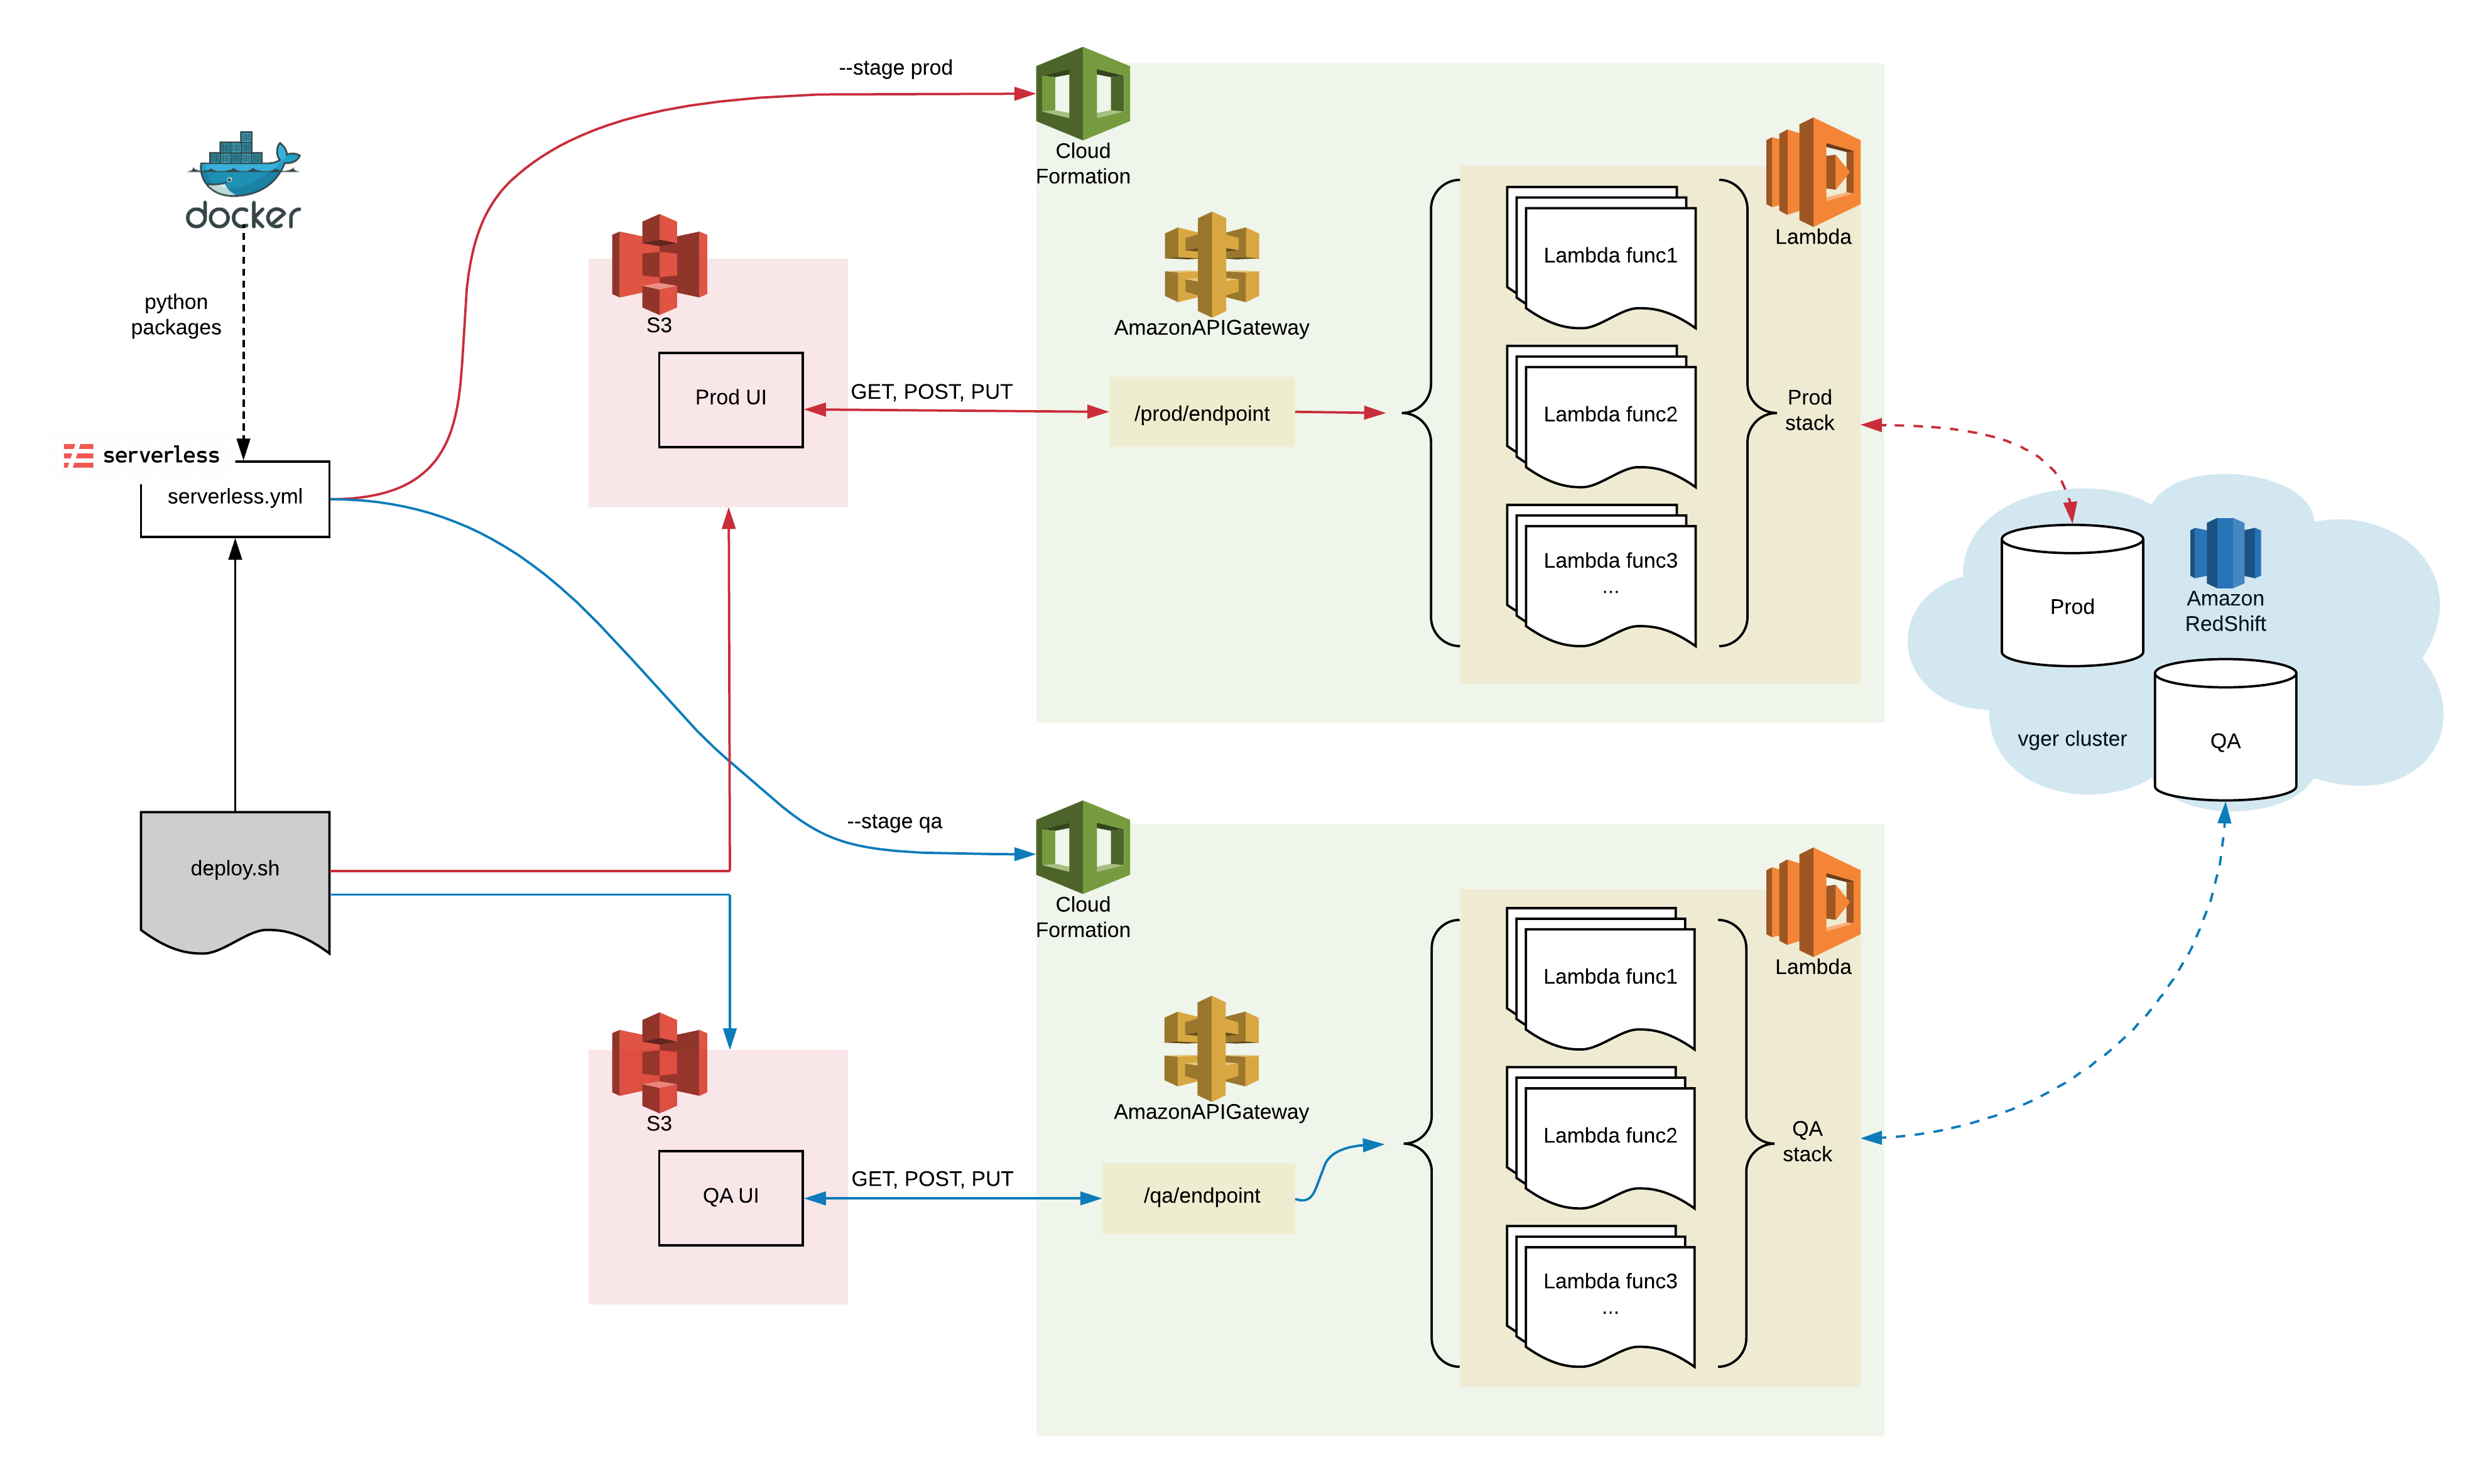 --stage prod
docker
python
packages
serverless
serverless.yml
deploy.sh
S3
Prod UI
GET, POST, PUT
Cloud
Formation
AmazonAPIGateway
/prod/endpoint
Lambda
Lambda func1
Lambda func2
Lambda func3
...
Prod
stack
Prod
Amazon
RedShift
vger cluster
QA
--stage qa
Cloud
Formation
S3
QA UI
GET, POST, PUT
AmazonAPIGateway
/qa/endpoint
Lambda
Lambda func1
Lambda func2
Lambda func3
...
QA
stack